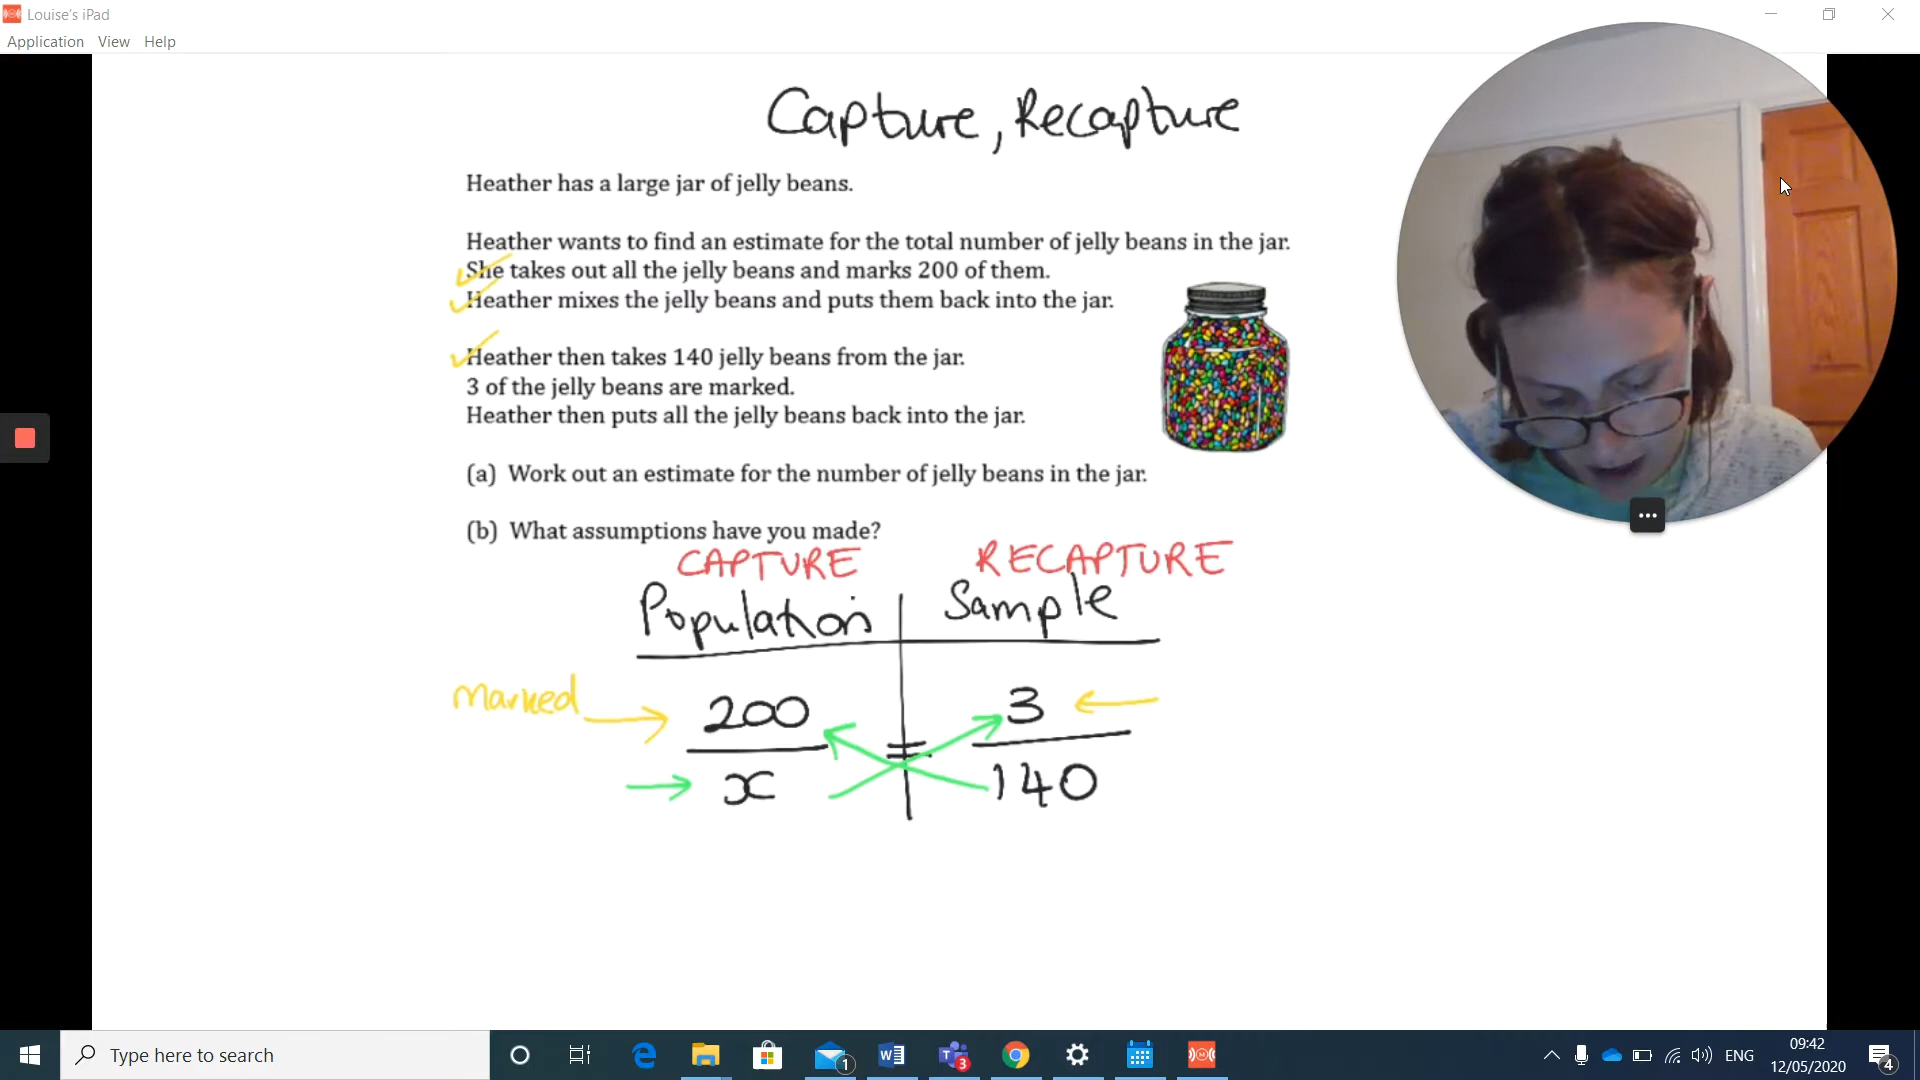 Louise's iPad
Application View Help
Capture, Recapture
Heather has a large jar of jelly beans.
Heather wants to find an estimate for the total number of jelly beans in the jar.
She takes out all the jelly beans and marks 200 of them.
Heather mixes the jelly beans and puts them back into the jar.
Heather then takes 140 jelly beans from the jar.
3 of the jelly beans are marked.
Heather then puts all the jelly beans back into the jar.
(a) Work out an estimate for the number of jelly beans in the jar.
(b) What assumptions have you made?
CAPTURE RECAPTURE
Population Sample
Marked 200 = 3
x 140
Type here to search
1
3
ENG
09:42
12/05/2020
4